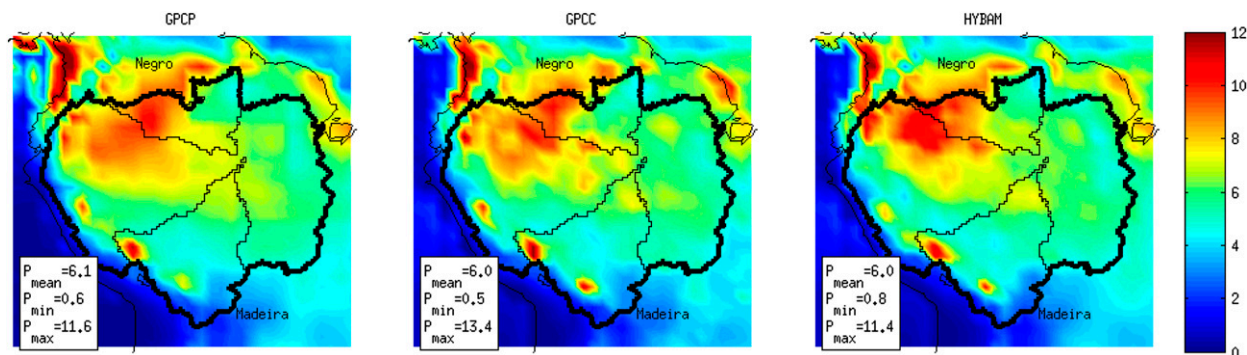 GPCP
GPCC
HYBAM
Negro
Madeira
P =6.1
mean
P =0.6
min
P =11.6
max
Negro
Madeira
P =6.0
mean
P =0.5
min
P =13.4
max
Negro
Madeira
P =6.0
mean
P =0.8
min
P =11.4
max
12
10
8
6
4
2
0